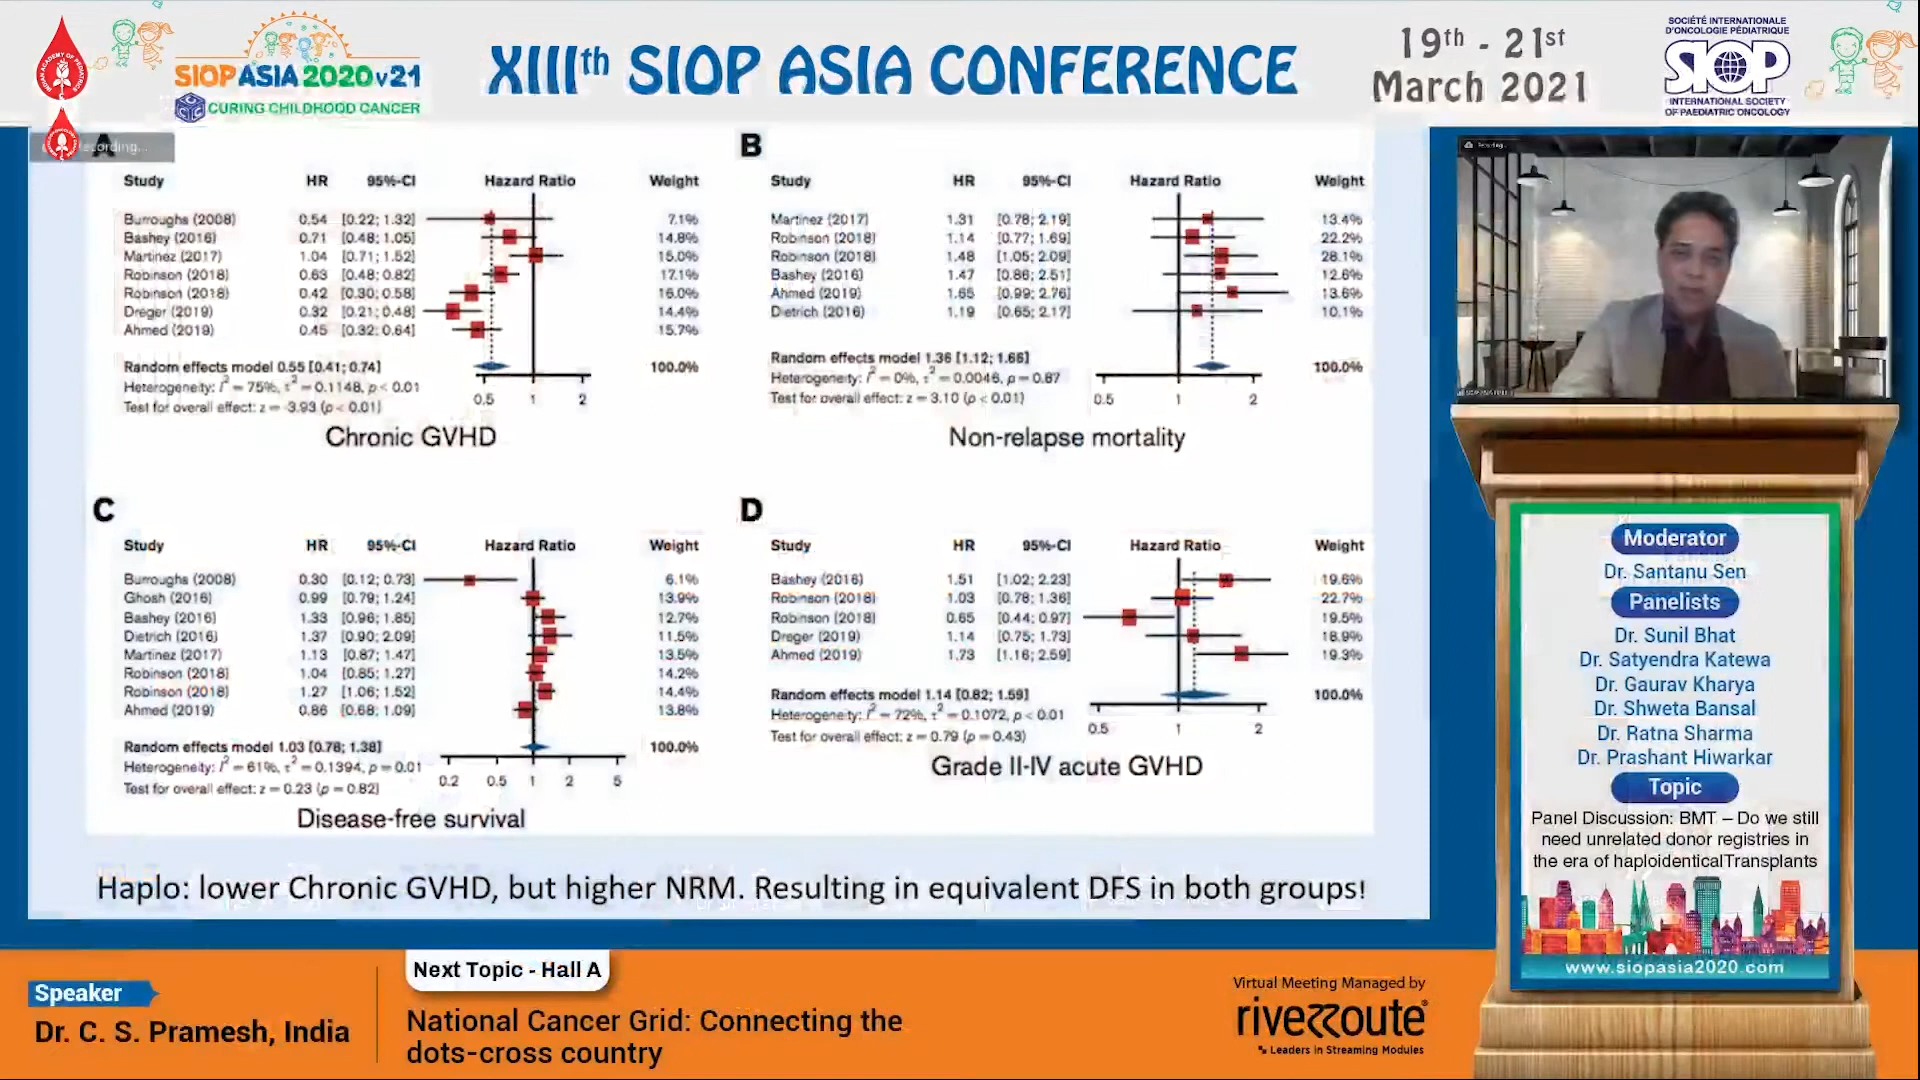 SIOP ASIA 2020 v21
CURING CHILDHOOD CANCER
XIIIth SIOP ASIA CONFERENCE
19th - 21st
March 2021
SOCIÉTÉ INTERNATIONALE
D'ONCOLOGIE PÉDIATRIQUE
SIOP
INTERNATIONAL SOCIETY
OF PAEDIATRIC ONCOLOGY
A
Study HR 95%-CI Hazard Ratio Weight
Burroughs (2008) 0.54 [0.22; 1.32] 7.1%
Bashey (2016) 0.71 [0.48; 1.05] 14.8%
Martinez (2017) 1.04 [0.71; 1.52] 15.0%
Robinson (2018) 0.63 [0.48; 0.82] 17.1%
Robinson (2018) 0.42 [0.30; 0.58] 16.0%
Dreger (2019) 0.32 [0.21; 0.48] 14.4%
Ahmed (2019) 0.45 [0.32; 0.64] 15.7%
Random effects model 0.55 [0.41; 0.74] 100.0%
Heterogeneity: I² = 75%, τ² = 0.1148, p < 0.01
Test for overall effect: z = -3.93 (p < 0.01)
0.5 1 2
Chronic GVHD
B
Study HR 95%-CI Hazard Ratio Weight
Martinez (2017) 1.31 [0.78; 2.19] 13.4%
Robinson (2018) 1.14 [0.77; 1.69] 22.2%
Robinson (2018) 1.48 [1.05; 2.09] 28.1%
Bashey (2016) 1.47 [0.86; 2.51] 12.6%
Ahmed (2019) 1.65 [0.99; 2.76] 13.6%
Dietrich (2016) 1.19 [0.65; 2.17] 10.1%
Random effects model 1.36 [1.12; 1.66] 100.0%
Heterogeneity: I² = 0%, τ² = 0.0046, p = 0.87
Test for overall effect: z = 3.10 (p < 0.01)
0.5 1 2
Non-relapse mortality
C
Study HR 95%-CI Hazard Ratio Weight
Burroughs (2008) 0.30 [0.12; 0.73] 6.1%
Ghosh (2016) 0.99 [0.79; 1.24] 13.9%
Bashey (2016) 1.33 [0.96; 1.85] 12.7%
Dietrich (2016) 1.37 [0.90; 2.09] 11.5%
Martinez (2017) 1.13 [0.87; 1.47] 13.5%
Robinson (2018) 1.04 [0.85; 1.27] 14.2%
Robinson (2018) 1.27 [1.06; 1.52] 14.4%
Ahmed (2019) 0.86 [0.68; 1.09] 13.8%
Random effects model 1.03 [0.78; 1.38] 100.0%
Heterogeneity: I² = 61%, τ² = 0.1394, p = 0.01
Test for overall effect: z = 0.23 (p = 0.82)
0.2 0.5 1 2 5
Disease-free survival
D
Study HR 95%-CI Hazard Ratio Weight
Bashey (2016) 1.51 [1.02; 2.23] 19.6%
Robinson (2018) 1.03 [0.78; 1.36] 22.7%
Robinson (2018) 0.65 [0.44; 0.97] 19.5%
Dreger (2019) 1.14 [0.75; 1.73] 18.9%
Ahmed (2019) 1.73 [1.16; 2.59] 19.3%
Random effects model 1.14 [0.82; 1.59] 100.0%
Heterogeneity: I² = 72%, τ² = 0.1072, p < 0.01
Test for overall effect: z = 0.79 (p = 0.43)
0.5 1 2
Grade II-IV acute GVHD
Haplo: lower Chronic GVHD, but higher NRM. Resulting in equivalent DFS in both groups!
Recording...
Moderator
Dr. Santanu Sen
Panelists
Dr. Sunil Bhat
Dr. Satyendra Katewa
Dr. Gaurav Kharya
Dr. Shweta Bansal
Dr. Ratna Sharma
Dr. Prashant Hiwarkar
Topic
Panel Discussion: BMT – Do we still
need unrelated donor registries in
the era of haploidenticalTransplants
www.siopasia2020.com
Speaker
Dr. C. S. Pramesh, India
Next Topic - Hall A
National Cancer Grid: Connecting the
dots-cross country
Virtual Meeting Managed by
riveRRoute
Leaders in Streaming Modules